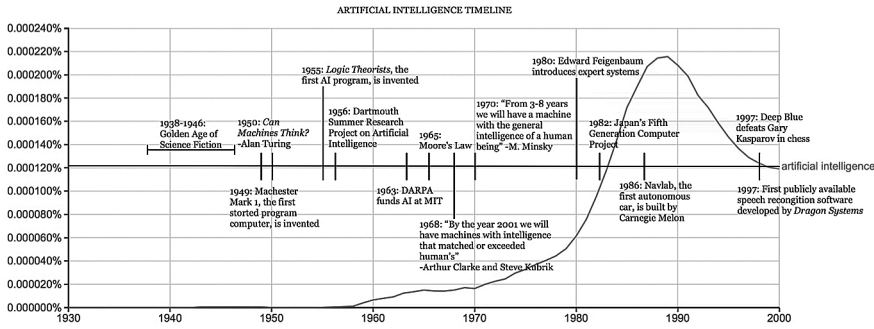 ARTIFICIAL INTELLIGENCE TIMELINE
0.000240%
0.000220%
0.000200%
0.000180%
0.000160%
0.000140%
0.000120%
0.000100%
0.000080%
0.000060%
0.000040%
0.000020%
0.000000%
1938-1946:
Golden Age of
Science Fiction
1949: Machester
Mark 1, the first
storted program
computer, is invented
1950: Can
Machines Think?
-Alan Turing
1955: Logic Theorists, the
first AI program, is invented
1956: Dartmouth
Summer Research
Project on Artificial
Intelligence
1963: DARPA
funds AI at MIT
1965:
Moore's Law
1968: "By the year 2001 we will
have machines with intelligence
that matched or exceeded
human's"
-Arthur Clarke and Steve Kubrik
1970: "From 3-8 years
we will have a machine
with the general
intelligence of a human
being" -M. Minsky
1980: Edward Feigenbaum
introduces expert systems
1982: Japan's Fifth
Generation Computer
Project
1986: Navlab, the
first autonomous
car, is built by
Carnegie Melon
1997: Deep Blue
defeats Gary
Kasparov in chess
artificial intelligence
1997: First publicly available
speech recongition software
developed by Dragon Systems
1930
1940
1950
1960
1970
1980
1990
2000